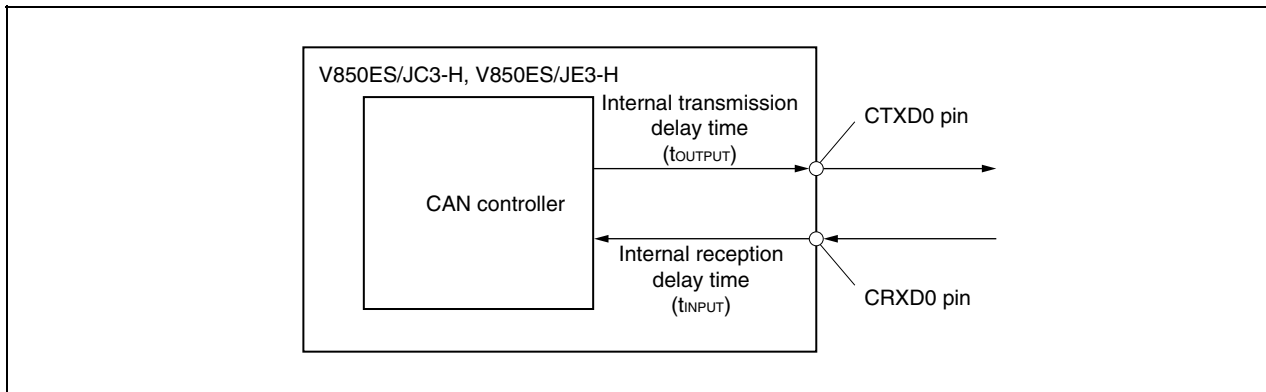 V850ES/JC3-H, V850ES/JE3-H
Internal transmission
delay time
(tOUTPUT)
CTXD0 pin
CAN controller
Internal reception
delay time
(tINPUT)
CRXD0 pin